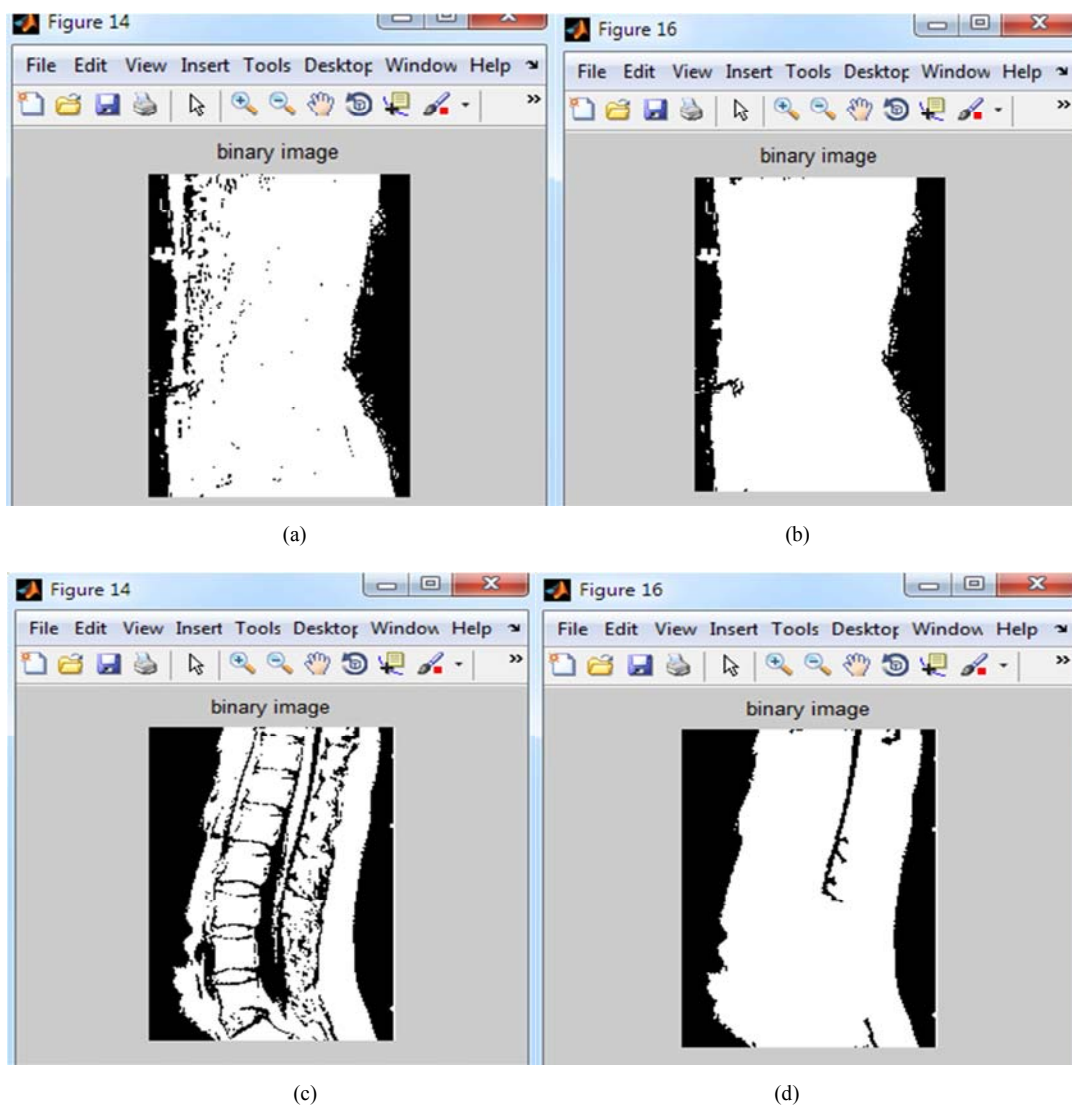 Figure 14
File Edit View Insert Tools Desktop Window Help
binary image
(a)
Figure 16
File Edit View Insert Tools Desktop Window Help
binary image
(b)
Figure 14
File Edit View Insert Tools Desktop Window Help
binary image
(c)
Figure 16
File Edit View Insert Tools Desktop Window Help
binary image
(d)